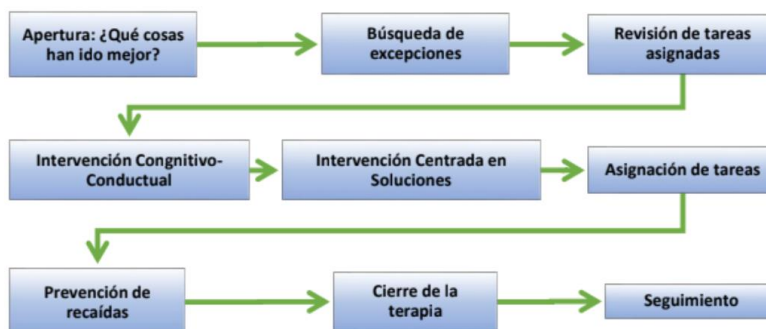 Apertura: ¿Qué cosas
han ido mejor?
Búsqueda de
excepciones
Revisión de tareas
asignadas
Intervención Congnitivo-
Conductual
Intervención Centrada en
Soluciones
Asignación de tareas
Prevención de
recaídas
Cierre de la
terapia
Seguimiento